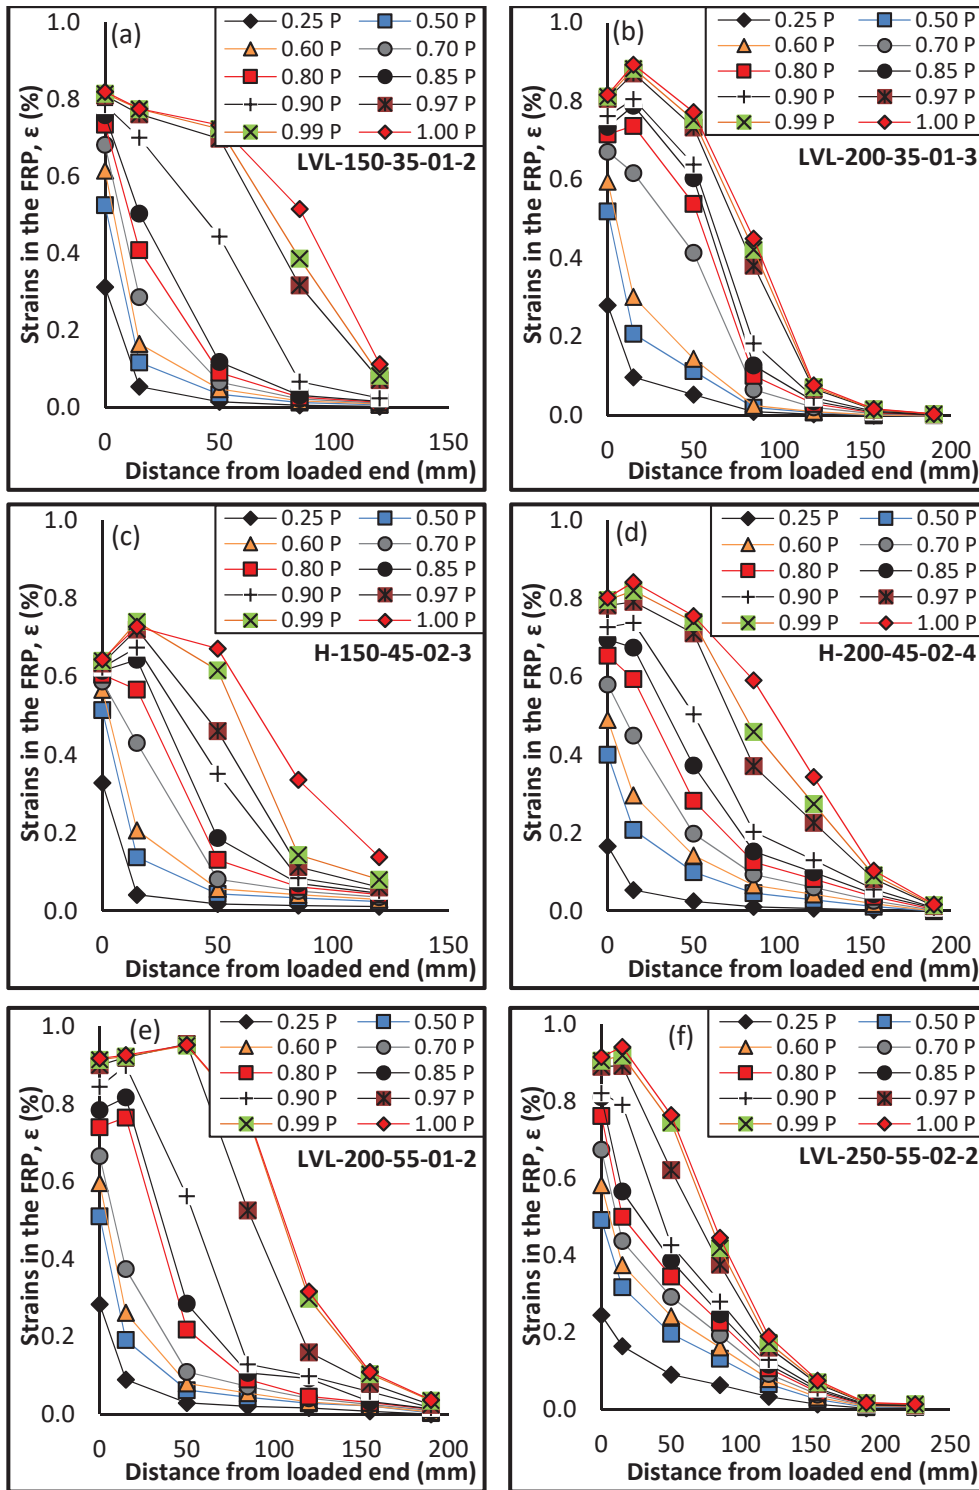 (a)
0.25 P 0.50 P
0.60 P 0.70 P
0.80 P 0.85 P
0.90 P 0.97 P
0.99 P 1.00 P
LVL-150-35-01-2
Strains in the FRP, ε (%)
1.0
0.8
0.6
0.4
0.2
0.0
0 50 100 150
Distance from loaded end (mm)
(b)
0.25 P 0.50 P
0.60 P 0.70 P
0.80 P 0.85 P
0.90 P 0.97 P
0.99 P 1.00 P
LVL-200-35-01-3
Strains in the FRP, ε (%)
1.0
0.8
0.6
0.4
0.2
0.0
0 50 100 150 200
Distance from loaded end (mm)
(c)
0.25 P 0.50 P
0.60 P 0.70 P
0.80 P 0.85 P
0.90 P 0.97 P
0.99 P 1.00 P
H-150-45-02-3
Strains in the FRP, ε (%)
1.0
0.8
0.6
0.4
0.2
0.0
0 50 100 150
Distance from loaded end (mm)
(d)
0.25 P 0.50 P
0.60 P 0.70 P
0.80 P 0.85 P
0.90 P 0.97 P
0.99 P 1.00 P
H-200-45-02-4
Strains in the FRP, ε (%)
1.0
0.8
0.6
0.4
0.2
0.0
0 50 100 150 200
Distance from loaded end (mm)
(e)
0.25 P 0.50 P
0.60 P 0.70 P
0.80 P 0.85 P
0.90 P 0.97 P
0.99 P 1.00 P
LVL-200-55-01-2
Strains in the FRP, ε (%)
1.0
0.8
0.6
0.4
0.2
0.0
0 50 100 150 200
Distance from loaded end (mm)
(f)
0.25 P 0.50 P
0.60 P 0.70 P
0.80 P 0.85 P
0.90 P 0.97 P
0.99 P 1.00 P
LVL-250-55-02-2
Strains in the FRP, ε (%)
1.0
0.8
0.6
0.4
0.2
0.0
0 50 100 150 200 250
Distance from loaded end (mm)